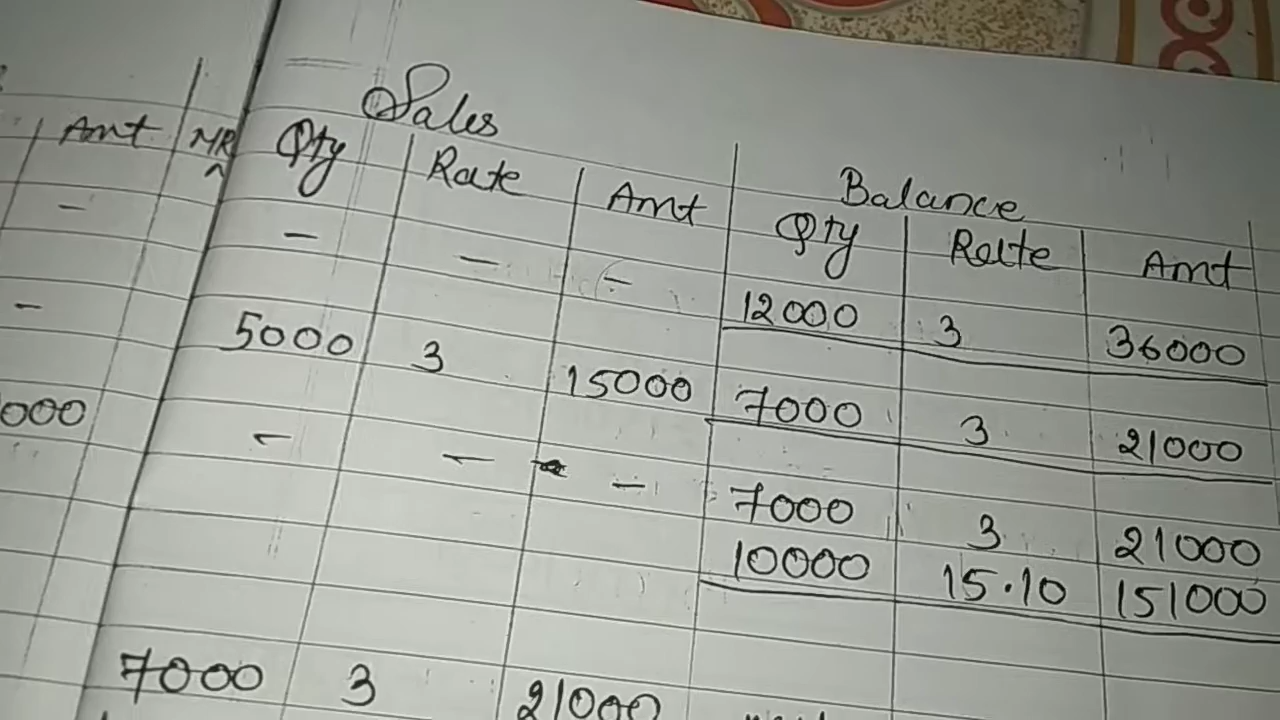 Sales
Amt Qty Rate Amt Balance
Qty Rate Amt
- - - - 12000 3 36000
- 5000 3 15000 7000 3 21000
000 - - - 7000 3 21000
10000 15.10 151000
7000 3 21000